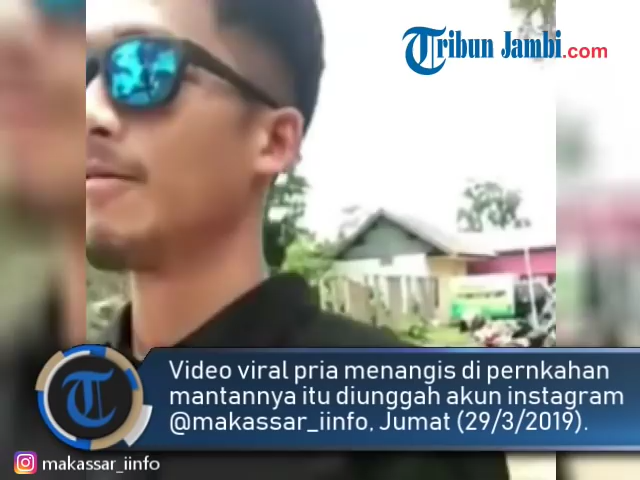 Tribun Jambi.com
Video viral pria menangis di pernkahan
mantannya itu diunggah akun instagram
@makassar_iinfo, Jumat (29/3/2019).
makassar_iinfo